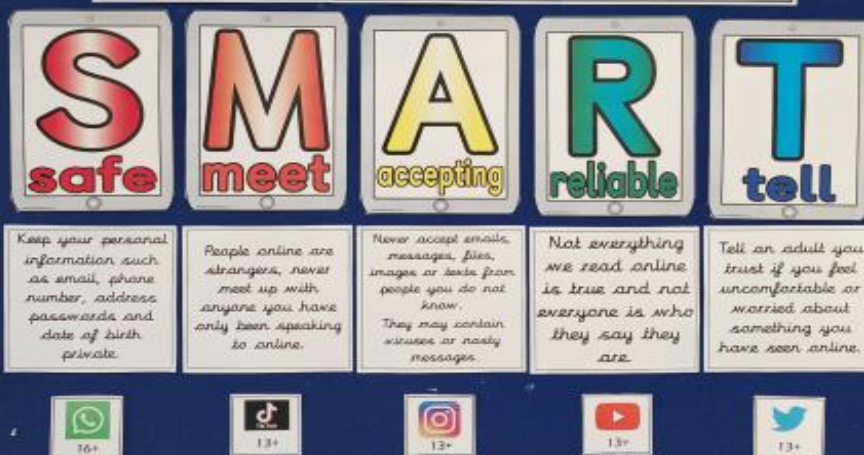 S
safe
M
meet
A
accepting
R
reliable
T
tell
Keep your personal
information such
as email, phone
number, address
passwords and
date of birth
private.
People online are
strangers, never
meet up with
anyone you have
only been speaking
to online.
Never accept emails,
messages, files,
images or texts from
people you do not
know.
They may contain
viruses or nasty
messages.
Not everything
we read online
is true and not
everyone is who
they say they
are.
Tell an adult you
trust if you feel
uncomfortable or
worried about
something you
have seen online.
16+
13+
13+
13+
13+